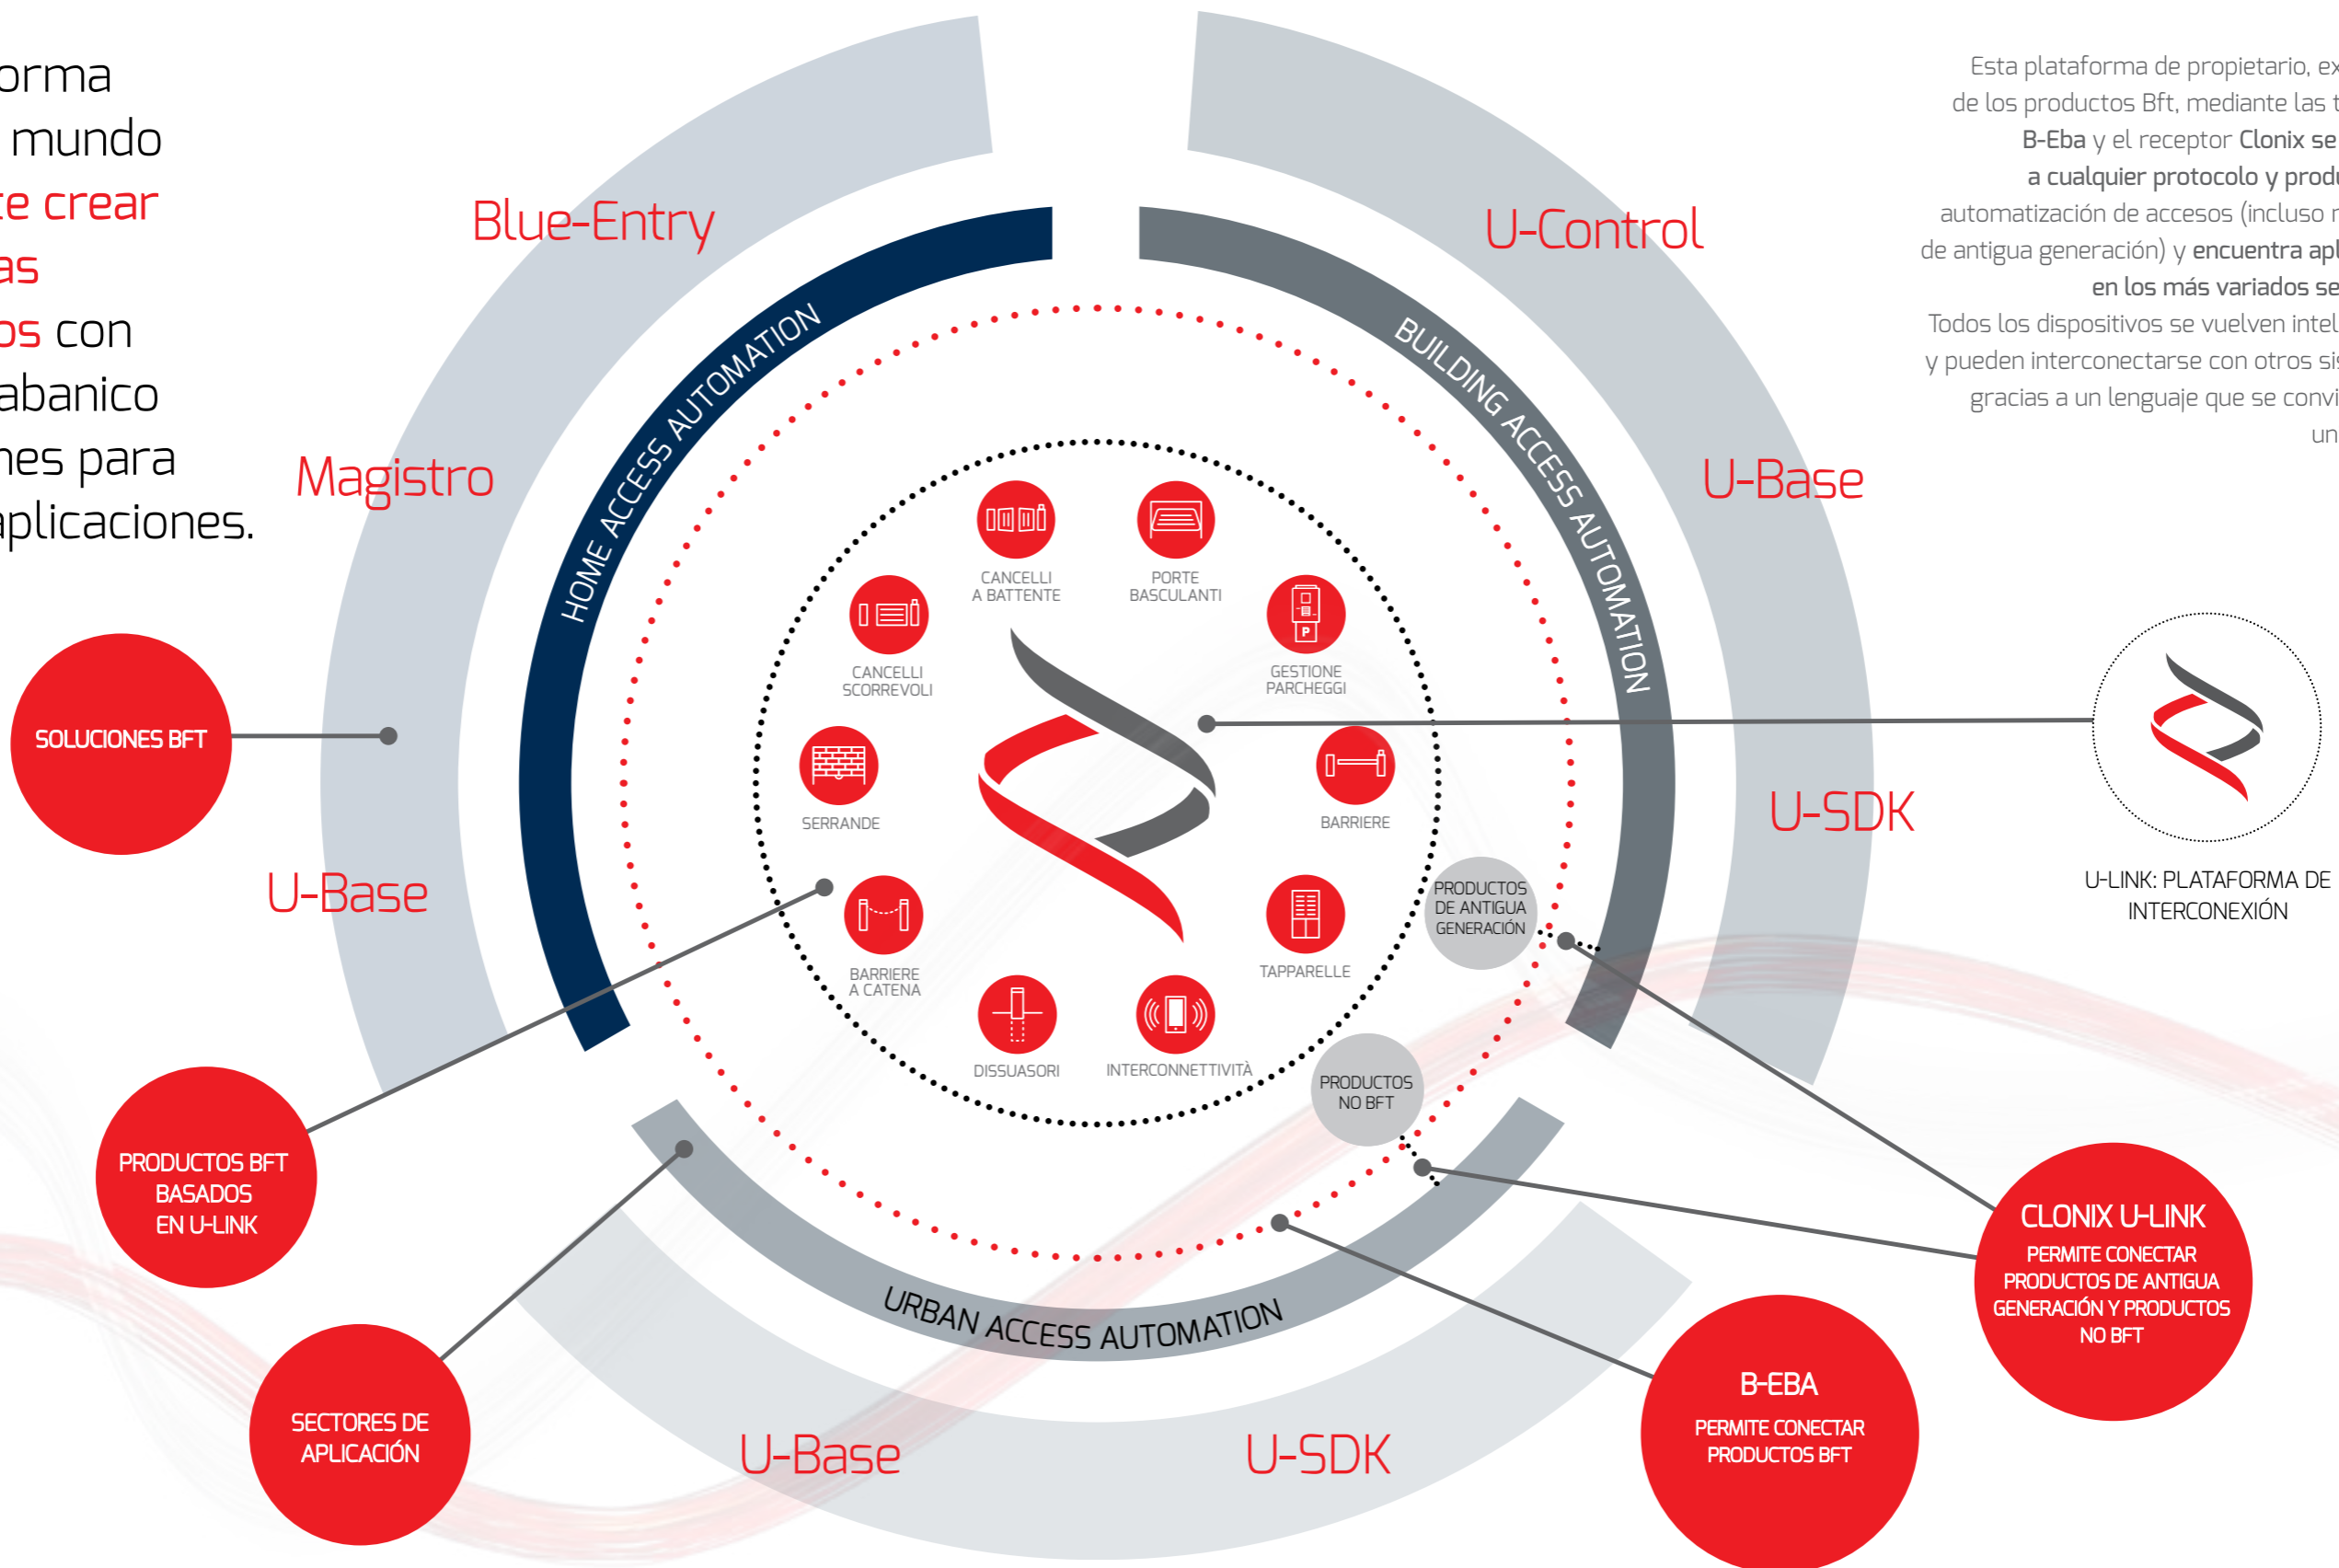 orma
mundo
te crear
as
os con
abanico
nes para
aplicaciones.
Esta plataforma de propietario, ex
de los productos Bft, mediante las t
B-Eba y el receptor Clonix se
a cualquier protocolo y produ
automatización de accesos (incluso
de antigua generación) y encuentra apl
en los más variados se
Todos los dispositivos se vuelven intel
y pueden interconectarse con otros sis
gracias a un lenguaje que se convi
un
Blue-Entry
U-Control
Magistro
U-Base
HOME ACCESS AUTOMATION
BUILDING ACCESS AUTOMATION
CANCELLI
A BATTENTE
PORTE
BASCULANTI
CANCELLI
SCORREVOLI
P
GESTIONE
PARCHEGGI
SOLUCIONES BFT
SERRANDE
BARRIERE
U-SDK
U-Base
U-LINK: PLATAFORMA DE
INTERCONEXIÓN
PRODUCTOS
DE ANTIGUA
GENERACIÓN
BARRIERE
A CATENA
TAPPARELLE
DISSUASORI
INTERCONNETTIVITÀ
PRODUCTOS
NO BFT
PRODUCTOS BFT
BASADOS
EN U-LINK
CLONIX U-LINK
PERMITE CONECTAR
PRODUCTOS DE ANTIGUA
GENERACIÓN Y PRODUCTOS
NO BFT
URBAN ACCESS AUTOMATION
B-EBA
PERMITE CONECTAR
PRODUCTOS BFT
SECTORES DE
APLICACIÓN
U-Base
U-SDK